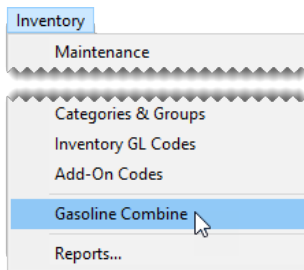 Inventory
Maintenance
Categories & Groups
Inventory GL Codes
Add-On Codes
Gasoline Combine
Reports...